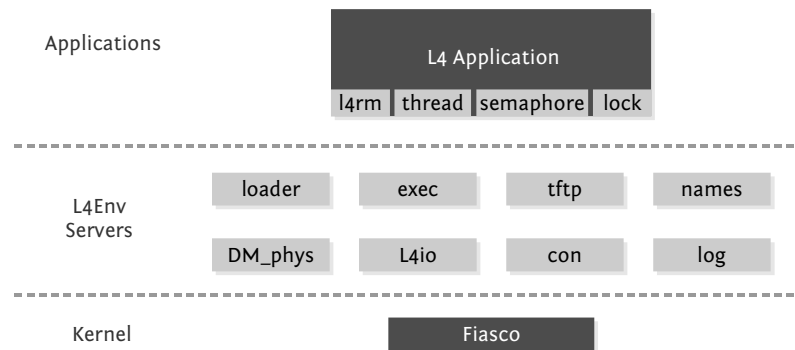 Applications
L4 Application
l4rm thread semaphore lock
L4Env
Servers
loader exec tftp names
DM_phys L4io con log
Kernel
Fiasco